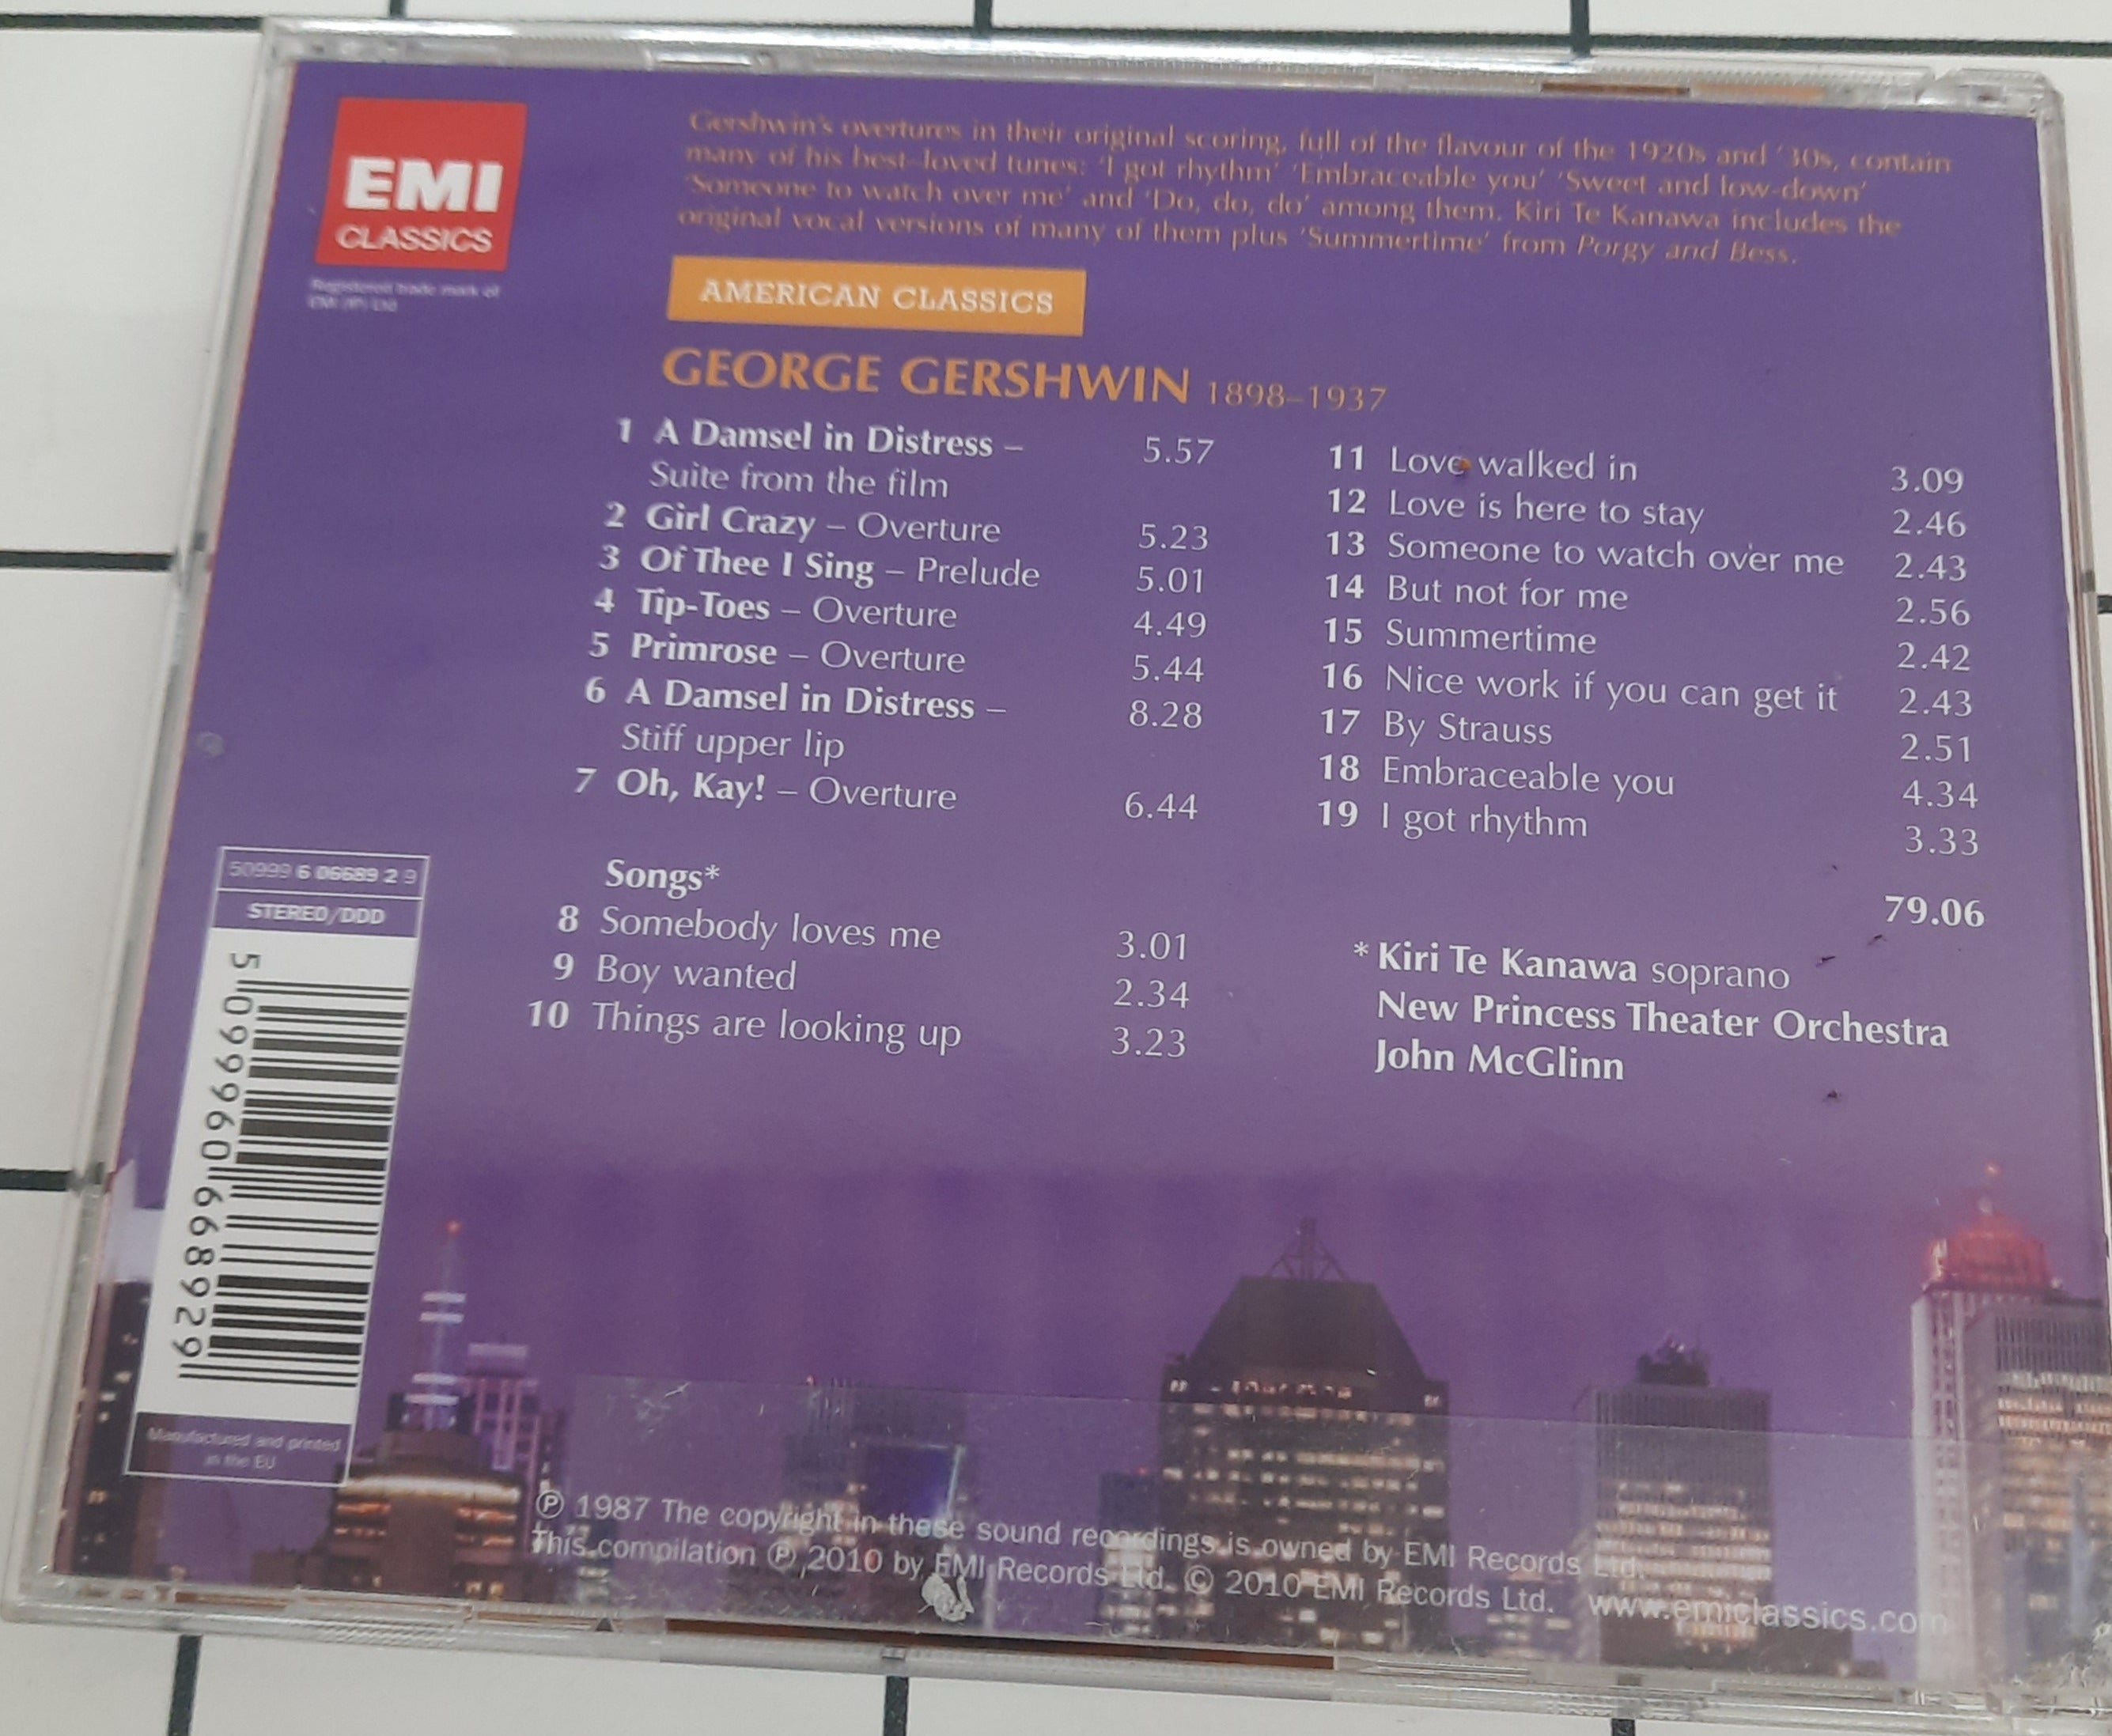 EMI
CLASSICS
Registered trade mark of
EMI (IP) Ltd
Gershwin's overtures in their original scoring, full of the flavour of the 1920s and '30s, contain
many of his best-loved tunes: 'I got rhythm' 'Embraceable you' 'Sweet and low-down'
'Someone to watch over me' and 'Do, do, do' among them. Kiri Te Kanawa includes the
original vocal versions of many of them plus 'Summertime' from Porgy and Bess.
AMERICAN CLASSICS
GEORGE GERSHWIN 1898–1937
1 A Damsel in Distress – 5.57
Suite from the film
2 Girl Crazy – Overture 5.23
3 Of Thee I Sing – Prelude 5.01
4 Tip-Toes – Overture 4.49
5 Primrose – Overture 5.44
6 A Damsel in Distress – 8.28
Stiff upper lip
7 Oh, Kay! – Overture 6.44
Songs*
8 Somebody loves me 3.01
9 Boy wanted 2.34
10 Things are looking up 3.23
11 Love walked in 3.09
12 Love is here to stay 2.46
13 Someone to watch over me 2.43
14 But not for me 2.56
15 Summertime 2.42
16 Nice work if you can get it 2.43
17 By Strauss 2.51
18 Embraceable you 4.34
19 I got rhythm 3.33
79.06
* Kiri Te Kanawa soprano
New Princess Theater Orchestra
John McGlinn
50999 6 06689 2 9
STEREO/DDD
5 099960 668929
Manufactured and printed
in the EU
℗ 1987 The copyright in these sound recordings is owned by EMI Records Ltd.
This compilation ℗ 2010 by EMI Records Ltd. © 2010 EMI Records Ltd. www.emiclassics.com